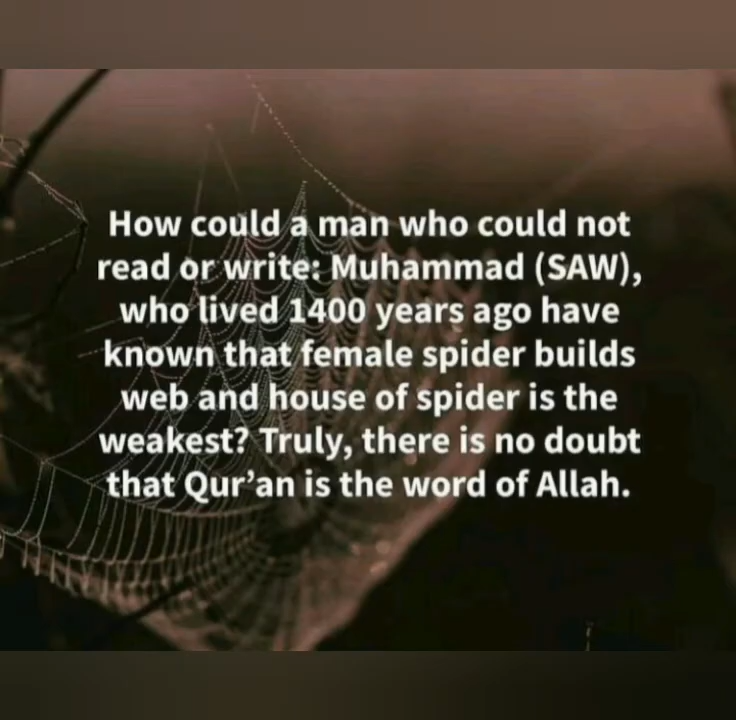 How could a man who could not
read or write: Muhammad (SAW),
who lived 1400 years ago have
known that female spider builds
web and house of spider is the
weakest? Truly, there is no doubt
that Qur’an is the word of Allah.